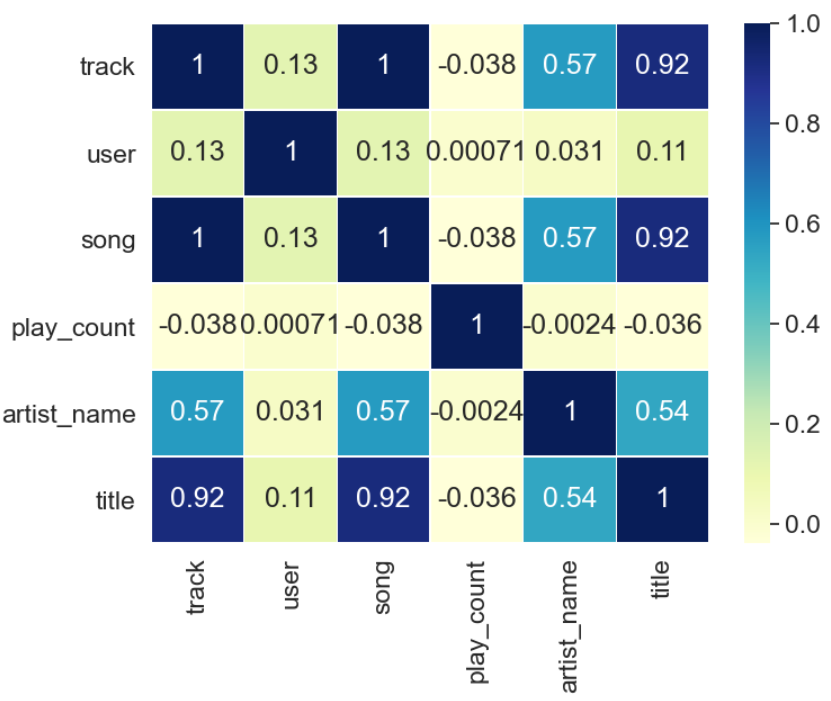 1.0
track 1 0.13 1 -0.038 0.57 0.92
0.8
user 0.13 1 0.13 0.00071 0.031 0.11
0.6
song 1 0.13 1 -0.038 0.57 0.92
0.4
play_count -0.038 0.00071 -0.038 1 -0.0024 -0.036
0.2
artist_name 0.57 0.031 0.57 -0.0024 1 0.54
title 0.92 0.11 0.92 -0.036 0.54 1
0.0
track user song play_count artist_name title